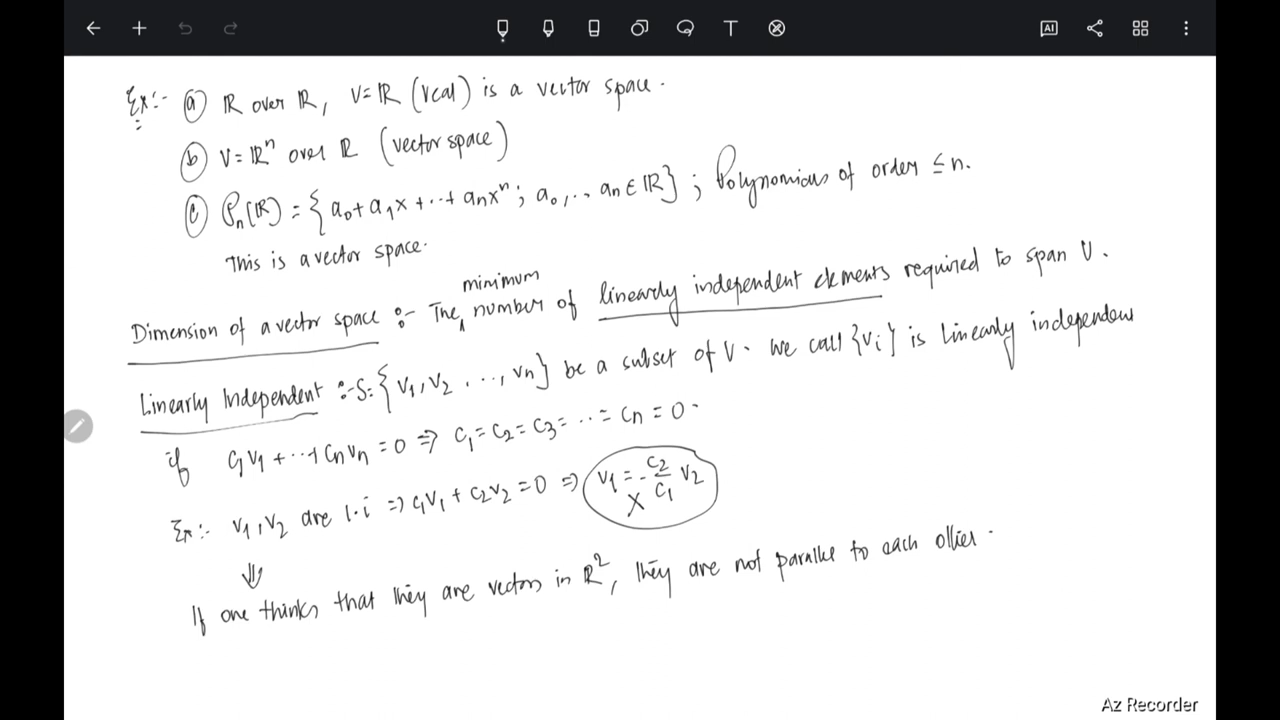 AI
Ex:- ⓐ ℝ over ℝ, V=ℝ (real) is a vector space.
ⓑ V=ℝⁿ over ℝ (vector space)
ⓒ Pₙ(ℝ) = {a₀+a₁x+...+aₙxⁿ ; a₀,... aₙ∈ℝ} ; Polynomials of order ≤n.
This is a vector space.
Dimension of a vector space :- The minimum number of linearly independent elements required to span V.
Linearly Independent :- S={v₁,v₂ ...,vₙ} be a subset of V. We call {vᵢ} is linearly independent
if c₁v₁+...+cₙvₙ=0 ⇒ c₁=c₂=c₃=...=cₙ=0.
Ex:- v₁,v₂ are l.i ⇒ c₁v₁+c₂v₂=0 ⇒ v₁=-c₂/c₁ v₂ X
⇓
If one thinks that they are vectors in ℝ², they are not parallel to each other.
Az Recorder